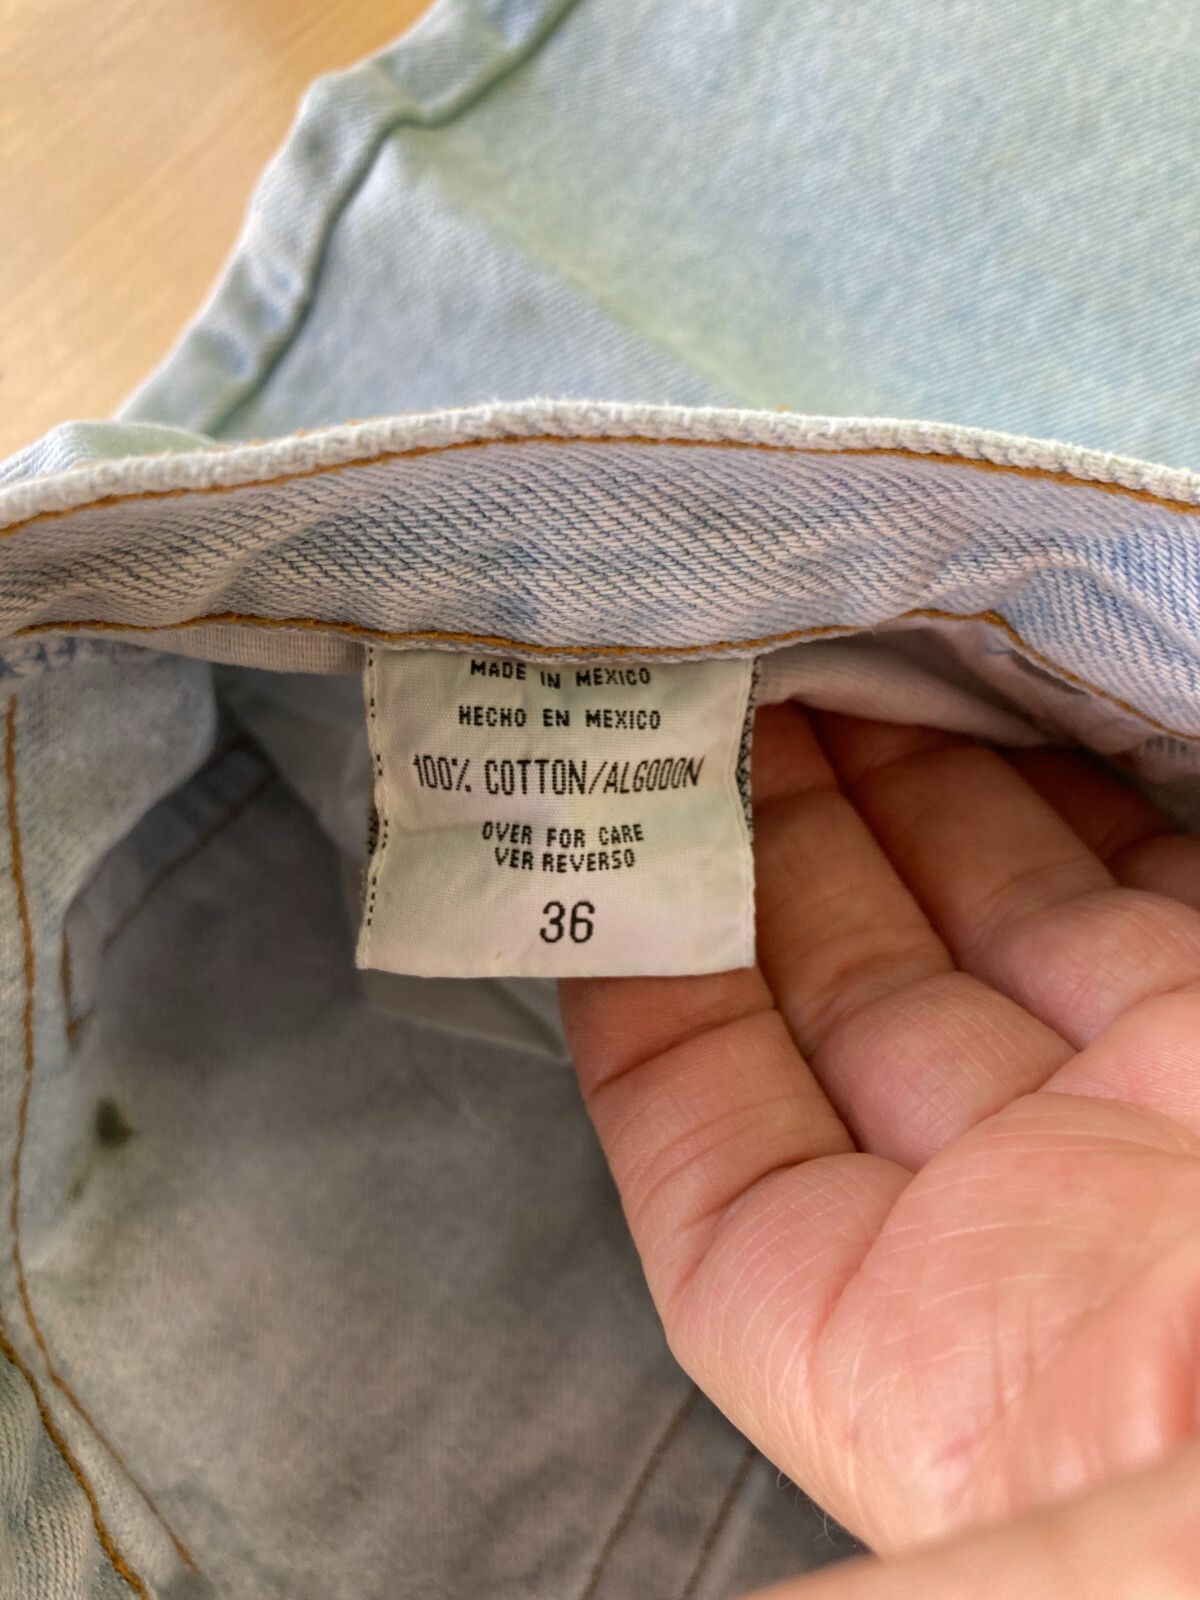 MADE IN MEXICO
HECHO EN MEXICO
100% COTTON/ALGODON
OVER FOR CARE
VER REVERSO
36